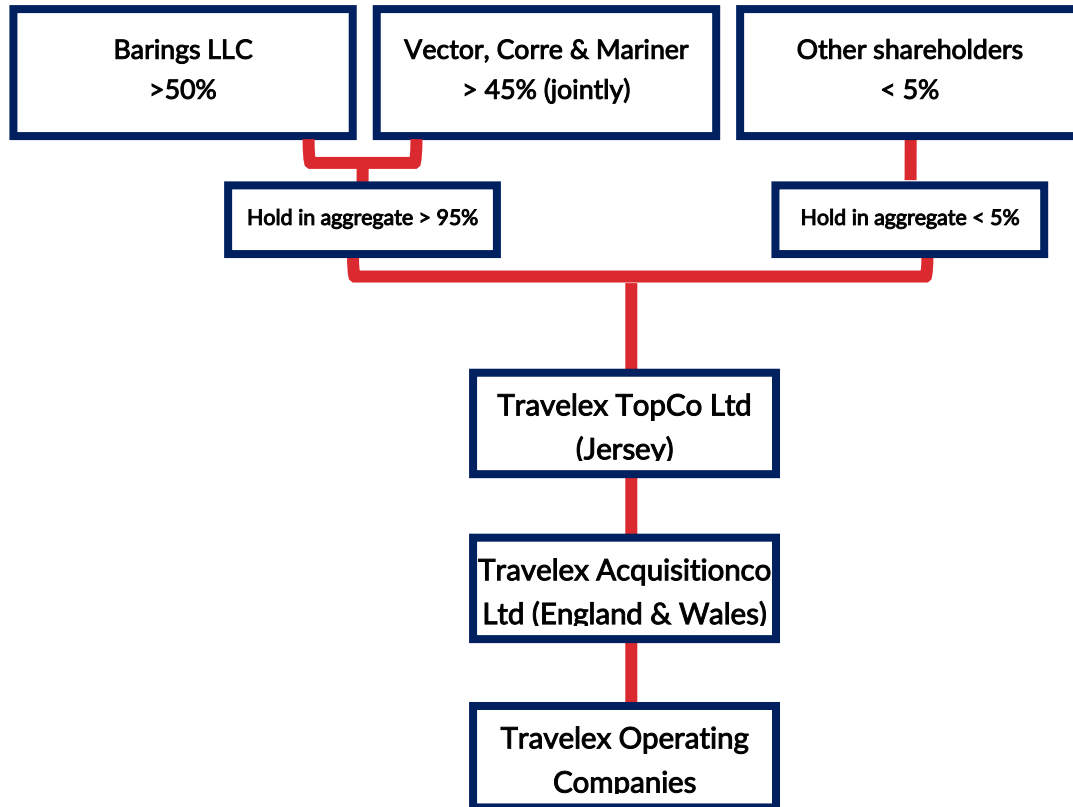 Barings LLC
>50%
Vector, Corre & Mariner
> 45% (jointly)
Other shareholders
< 5%
Hold in aggregate > 95%
Hold in aggregate < 5%
Travelex TopCo Ltd
(Jersey)
Travelex Acquisitionco
Ltd (England & Wales)
Travelex Operating
Companies